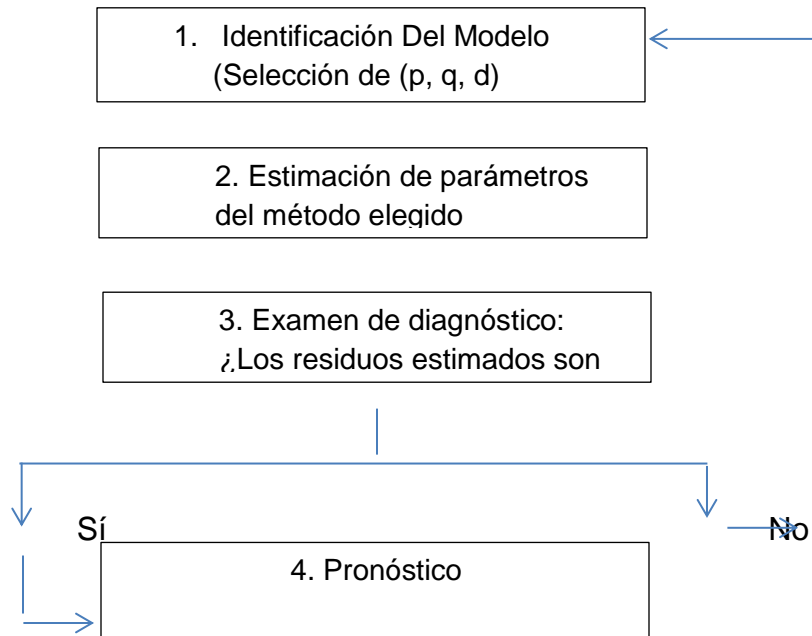 1. Identificación Del Modelo
(Selección de (p, q, d)
2. Estimación de parámetros
del método elegido
3. Examen de diagnóstico:
¿Los residuos estimados son
Sí
No
4. Pronóstico